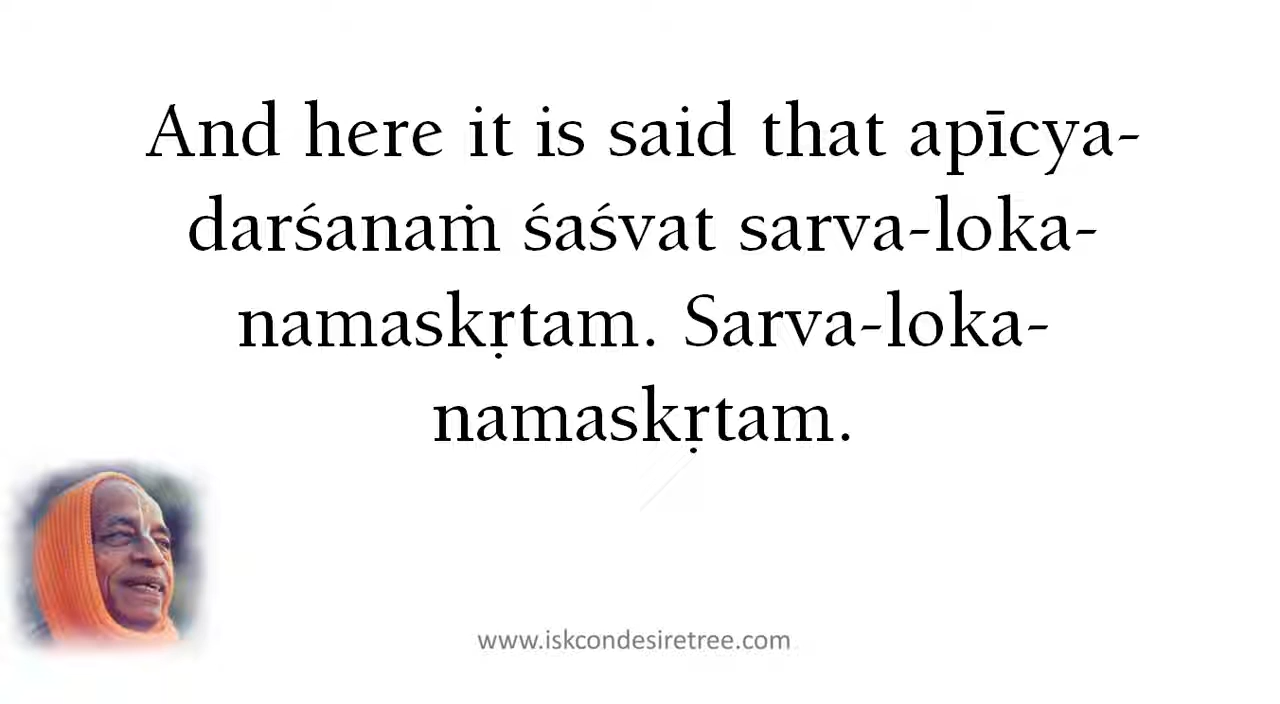 And here it is said that apīcya-
darśanaṁ śaśvat sarva-loka-
namaskṛtam. Sarva-loka-
namaskṛtam.
www.iskcondesiretree.com